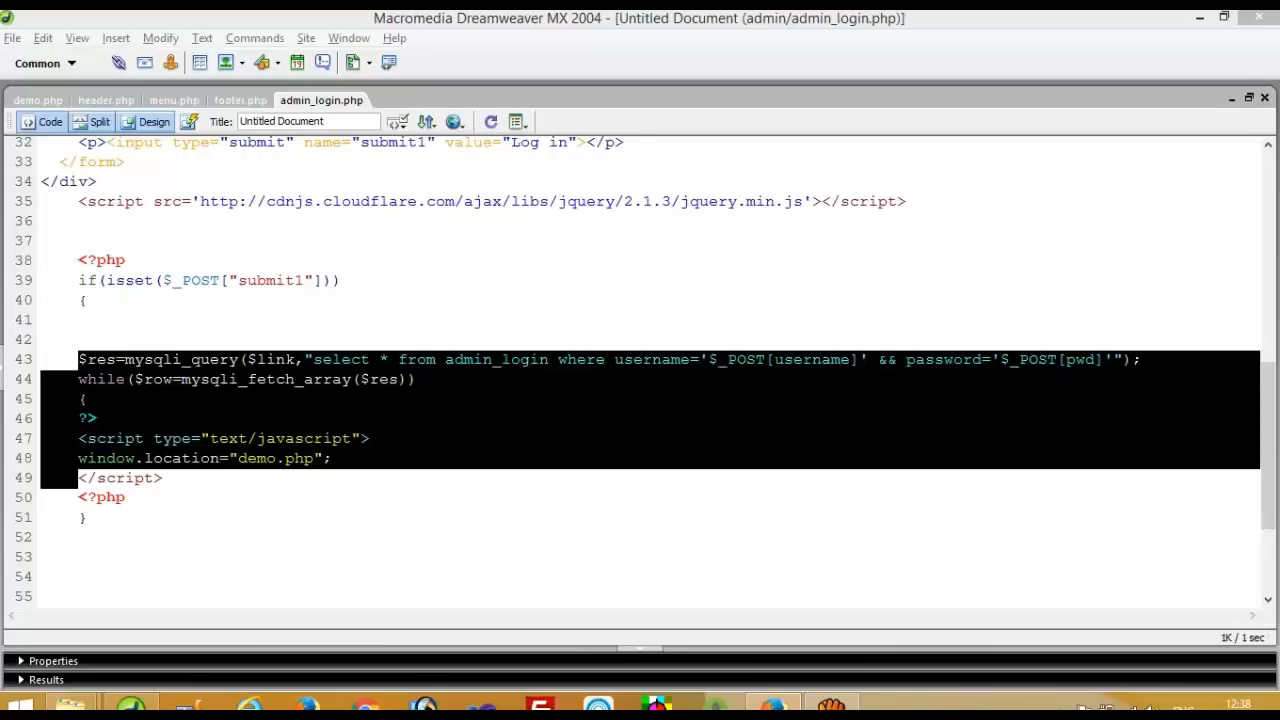 Macromedia Dreamweaver MX 2004 - [Untitled Document (admin/admin_login.php)]
File Edit View Insert Modify Text Commands Site Window Help
Common
demo.php header.php menu.php footer.php admin_login.php
Code Split Design Title: Untitled Document
32 <p><input type="submit" name="submit1" value="Log in"></p>
33 </form>
34 </div>
35 <script src='http://cdnjs.cloudflare.com/ajax/libs/jquery/2.1.3/jquery.min.js'></script>
36
37
38 <?php
39 if(isset($_POST["submit1"]))
40 {
41
42
43 $res=mysqli_query($link,"select * from admin_login where username='$_POST[username]' && password='$_POST[pwd]'");
44 while($row=mysqli_fetch_array($res))
45 {
46 ?>
47 <script type="text/javascript">
48 window.location="demo.php";
49 </script>
50 <?php
51 }
52
53
54
55
1K / 1 sec
Properties
Results
12:38